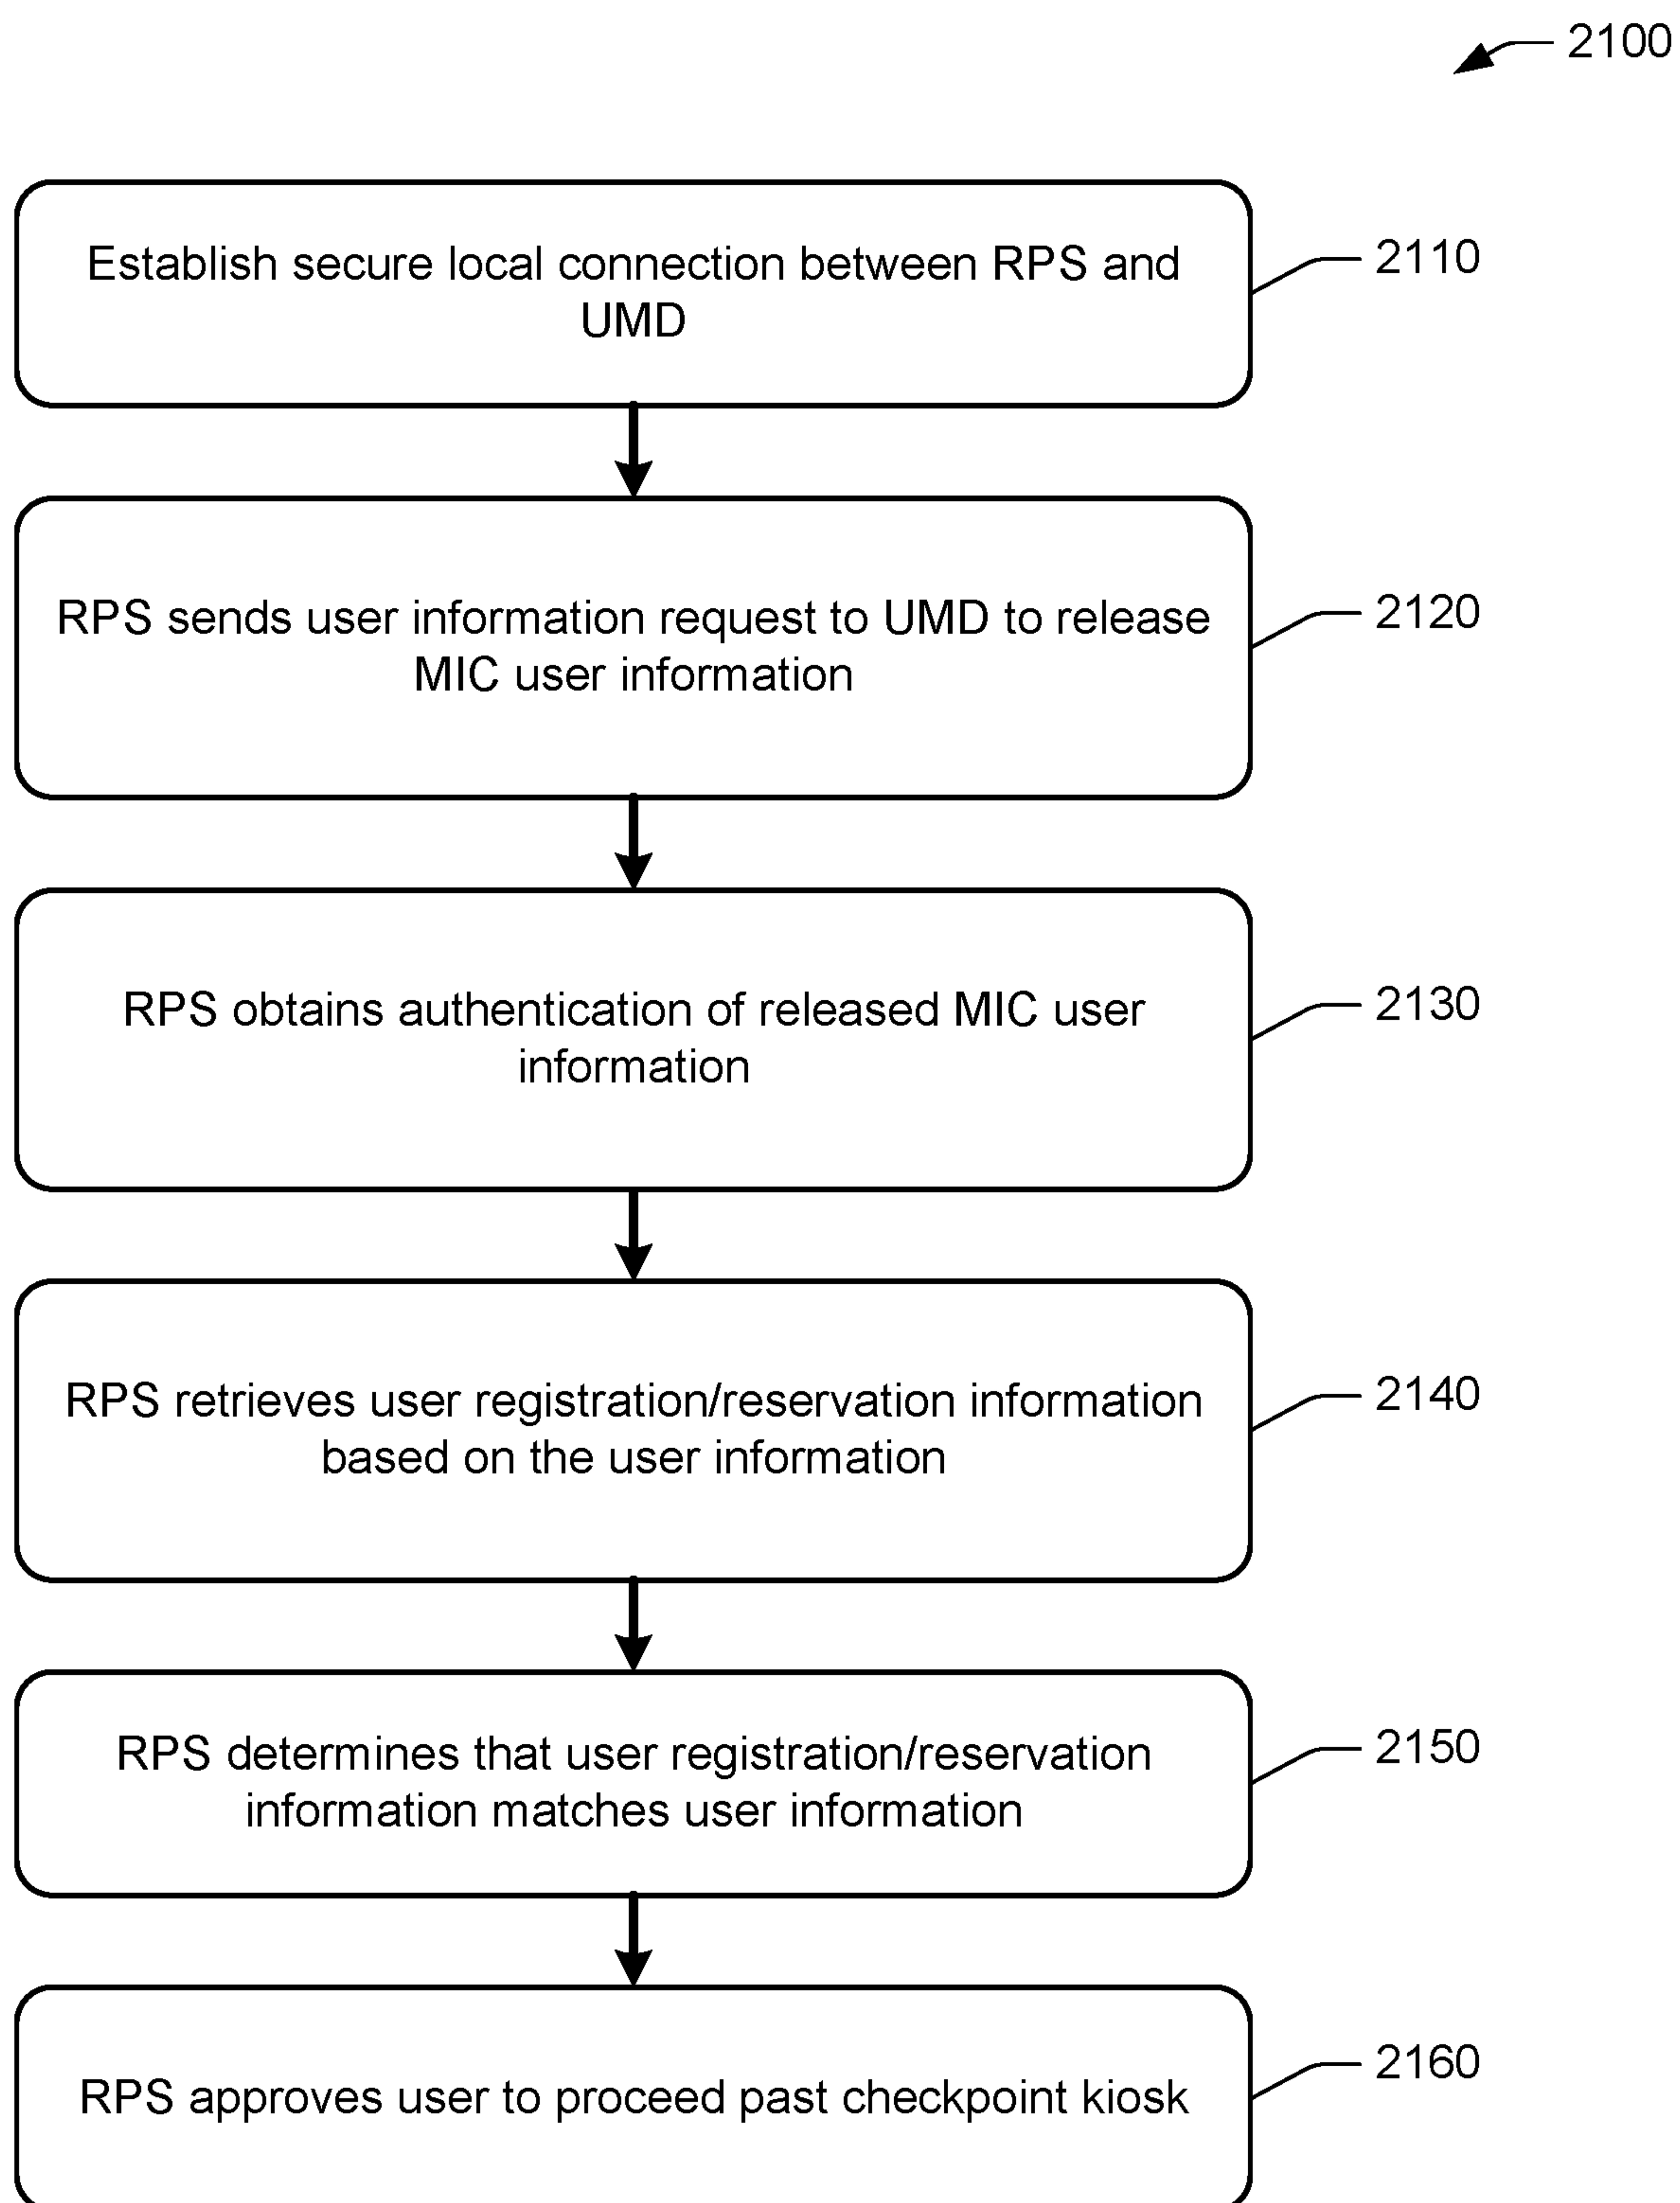 2100
Establish secure local connection between RPS and
UMD
2110
RPS sends user information request to UMD to release
MIC user information
2120
RPS obtains authentication of released MIC user
information
2130
RPS retrieves user registration/reservation information
based on the user information
2140
RPS determines that user registration/reservation
information matches user information
2150
RPS approves user to proceed past checkpoint kiosk
2160